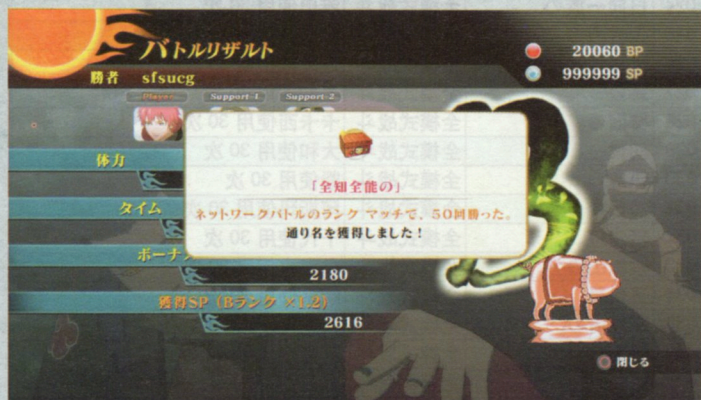 バトルリザルト
20060 BP
勝者 sfsucg
999999 SP
Player Support-1 Support-2
体力
「全知全能の」
タイム
ネットワークバトルのランク マッチで、50回勝った。
通り名を獲得しました！
ボーナス
2180
獲得SP (Bランク ×1.2)
2616
閉じる